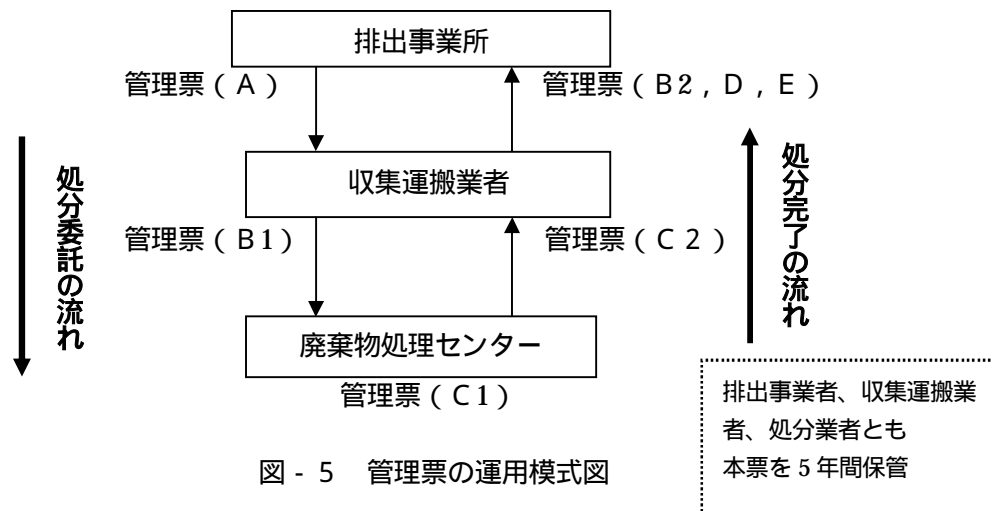 排出事業所
管理票（Ａ）
管理票（Ｂ2，Ｄ，Ｅ）
処分委託の流れ
収集運搬業者
処分完了の流れ
管理票（Ｂ1）
管理票（Ｃ２）
廃棄物処理センター
管理票（Ｃ1）
排出事業者、収集運搬業
者、処分業者とも
本票を 5 年間保管
図 - ５　管理票の運用模式図